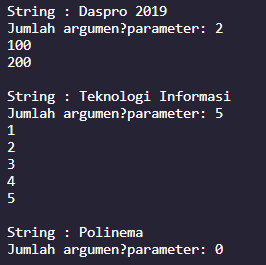 String : Daspro 2019
Jumlah argumen?parameter: 2
100
200

String : Teknologi Informasi
Jumlah argumen?parameter: 5
1
2
3
4
5

String : Polinema
Jumlah argumen?parameter: 0